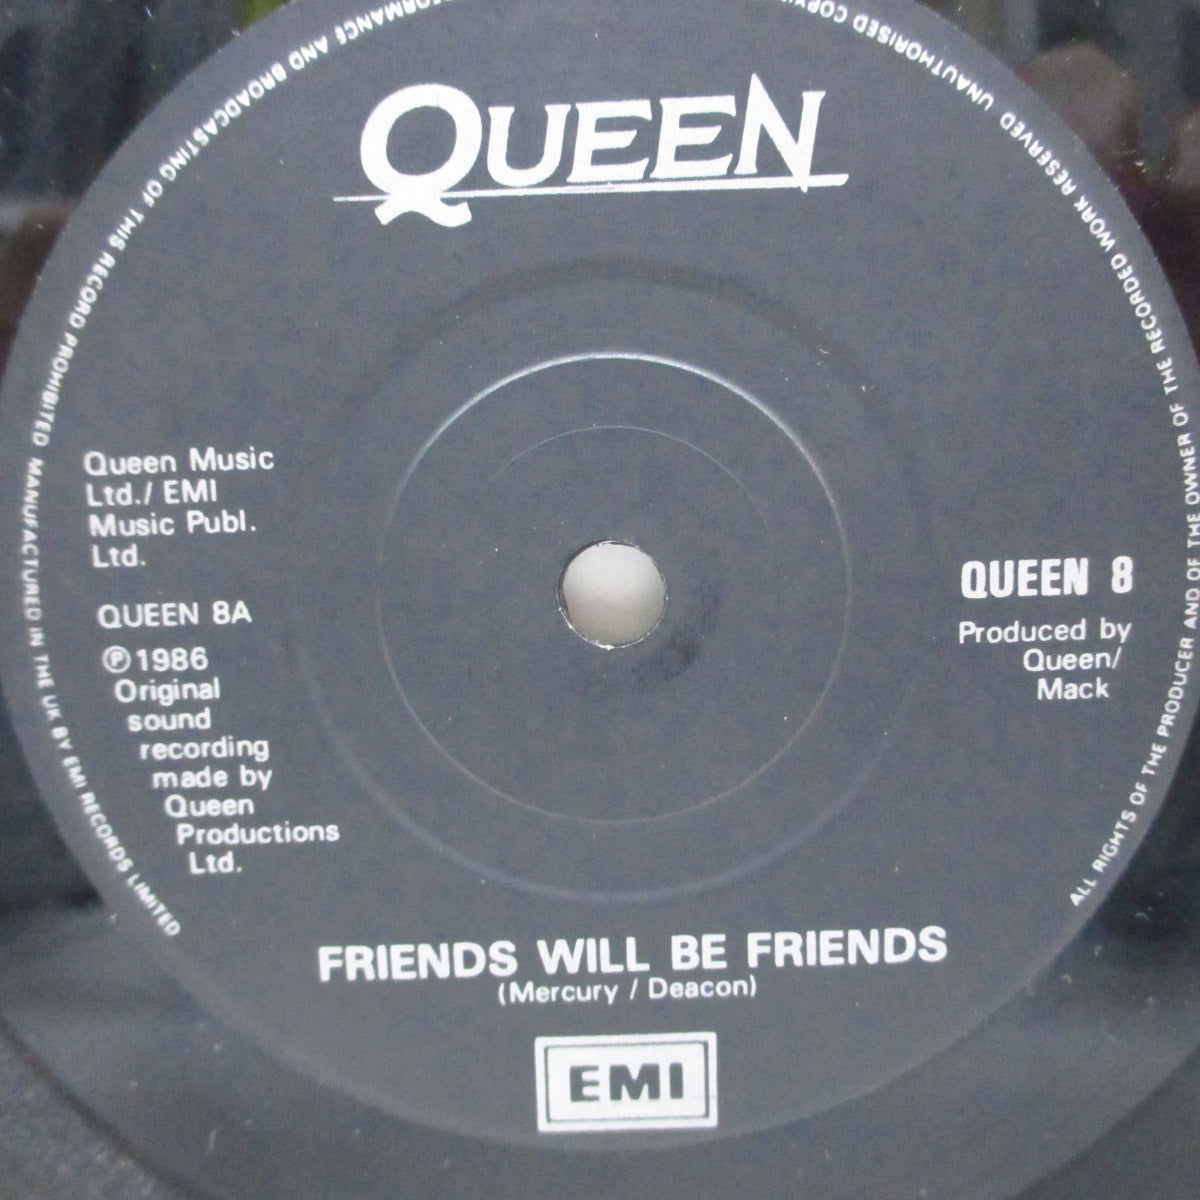 QUEEN
Queen Music
Ltd./ EMI
Music Publ.
Ltd.
QUEEN 8A
Ⓟ1986
Original
sound
recording
made by
Queen
Productions
Ltd.
QUEEN 8
Produced by
Queen/
Mack
FRIENDS WILL BE FRIENDS
(Mercury / Deacon)
EMI
ALL RIGHTS OF THE PRODUCER AND OF THE OWNER OF THE RECORDED WORK RESERVED UNAUTHORISED
AND BROADCASTING OF THIS RECORD PROHIBITED MANUFACTURED IN THE UK BY EMI RECORDS LIMITED